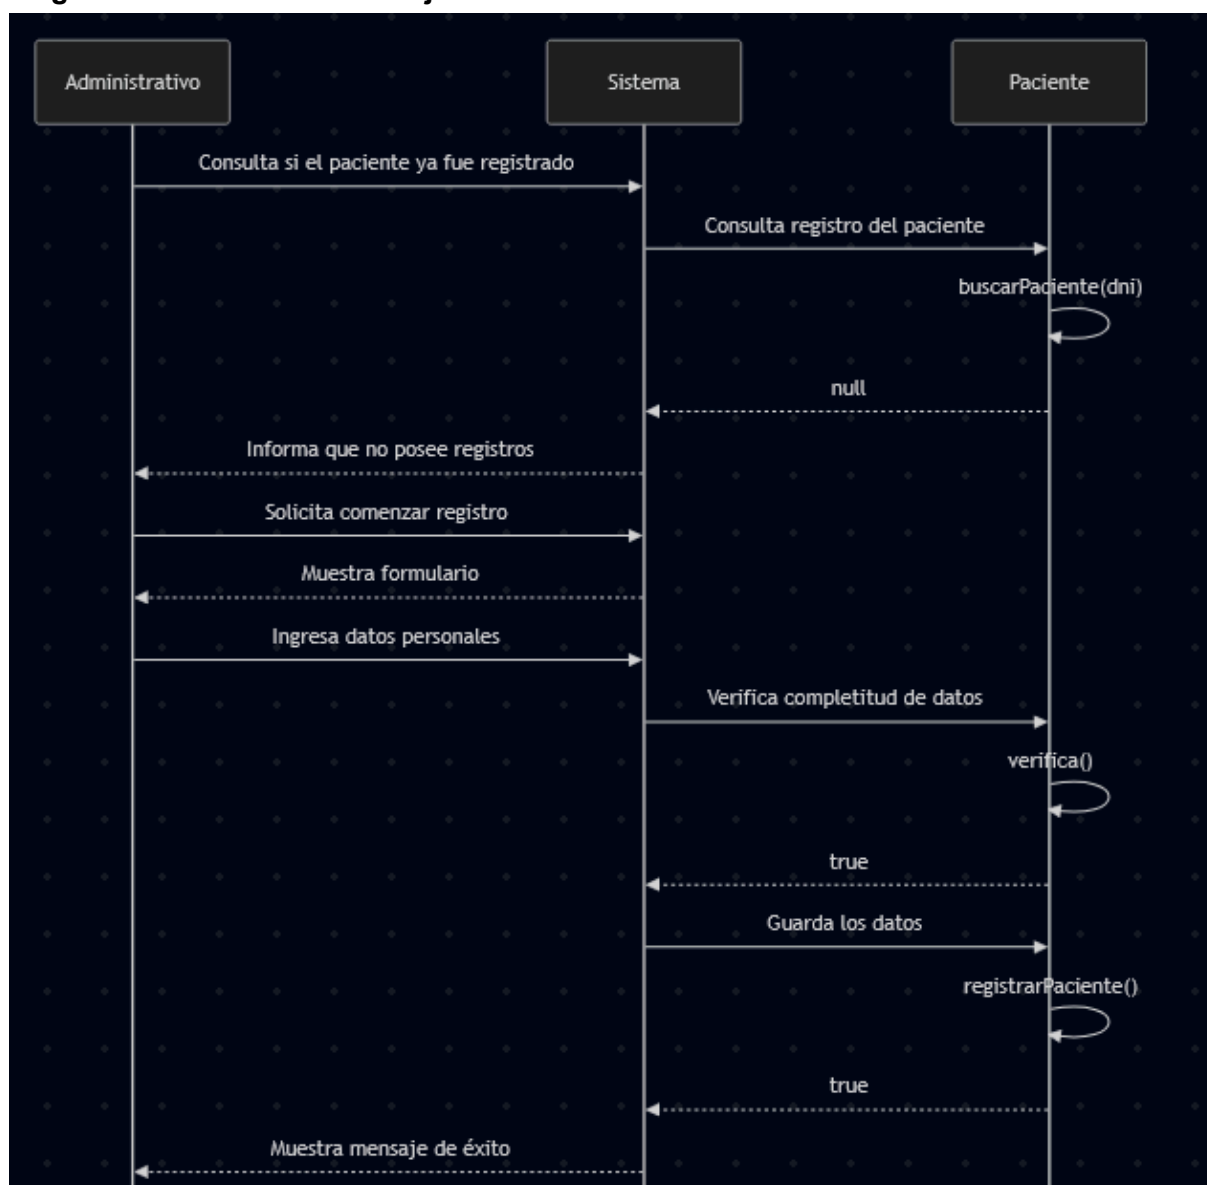 Administrativo
Sistema
Paciente
Consulta si el paciente ya fue registrado
Consulta registro del paciente
buscarPaciente(dni)
null
Informa que no posee registros
Solicita comenzar registro
Muestra formulario
Ingresa datos personales
Verifica completitud de datos
verifica()
true
Guarda los datos
registrarPaciente()
true
Muestra mensaje de éxito